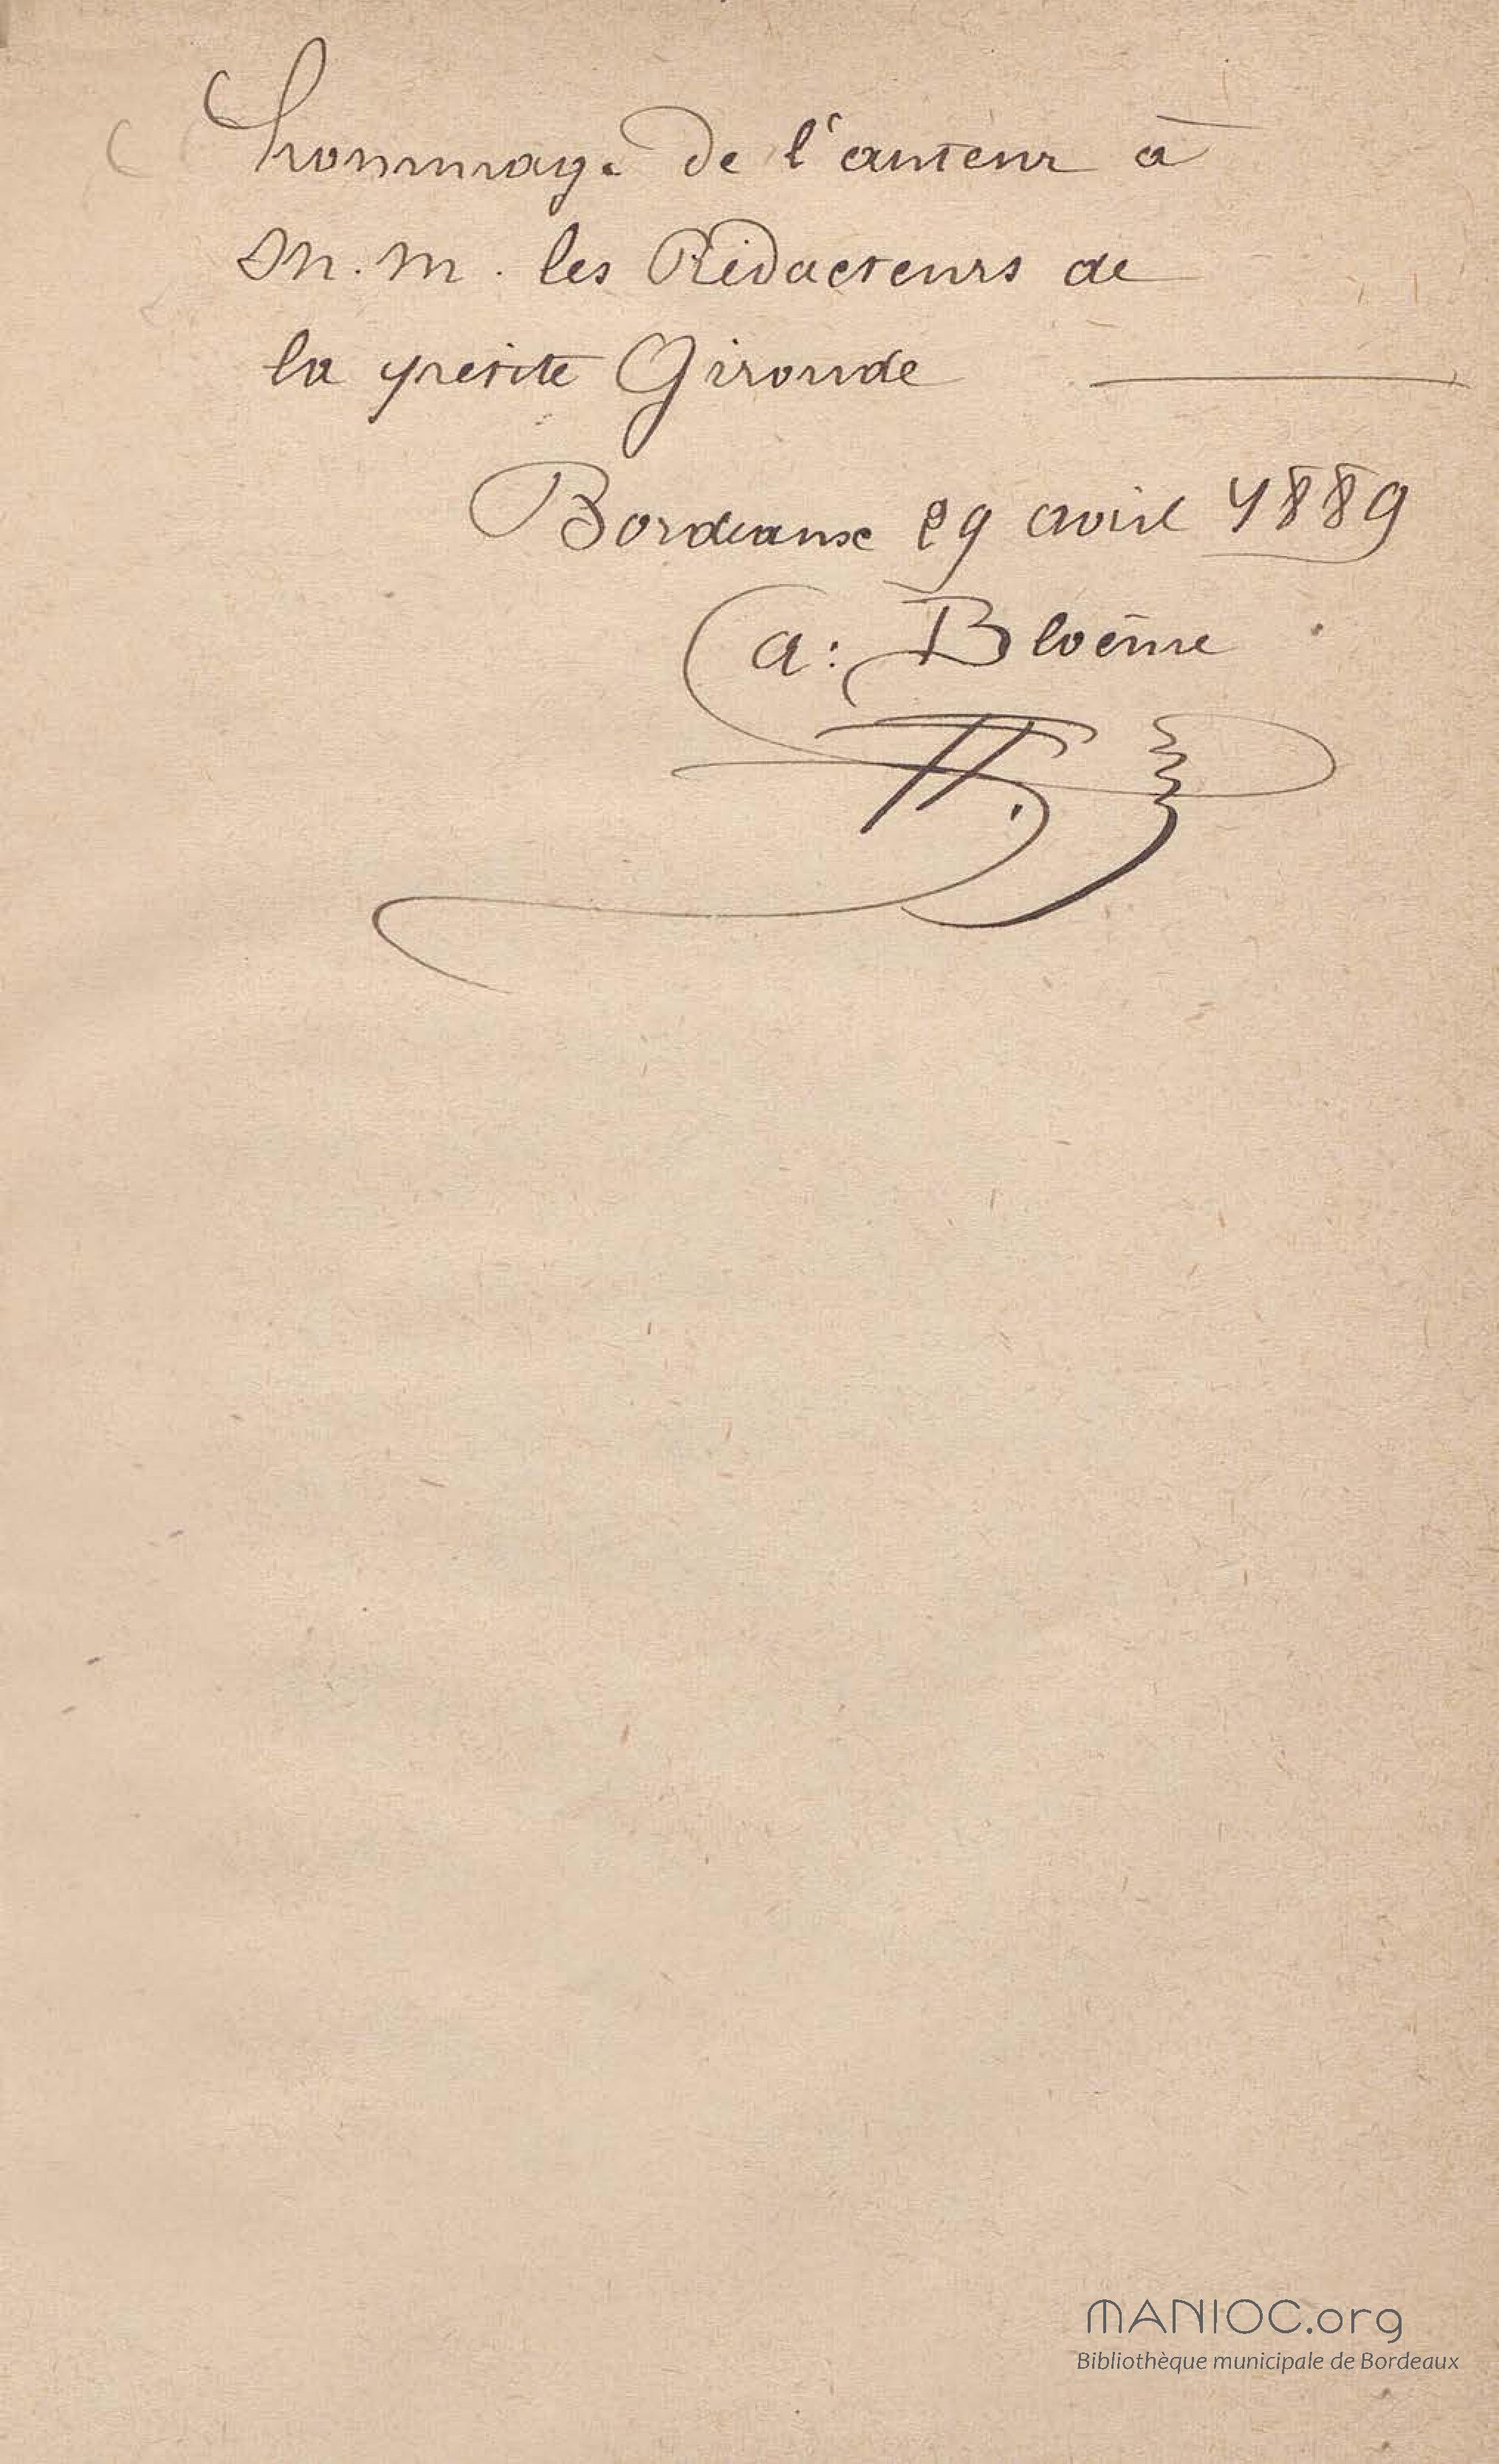 hommage de l'auteur à
M. M. les Rédacteurs de
la petite Gironde
Bordeaux 29 avril 1889
A: Bloëme
MANIOC.org
Bibliothèque municipale de Bordeaux